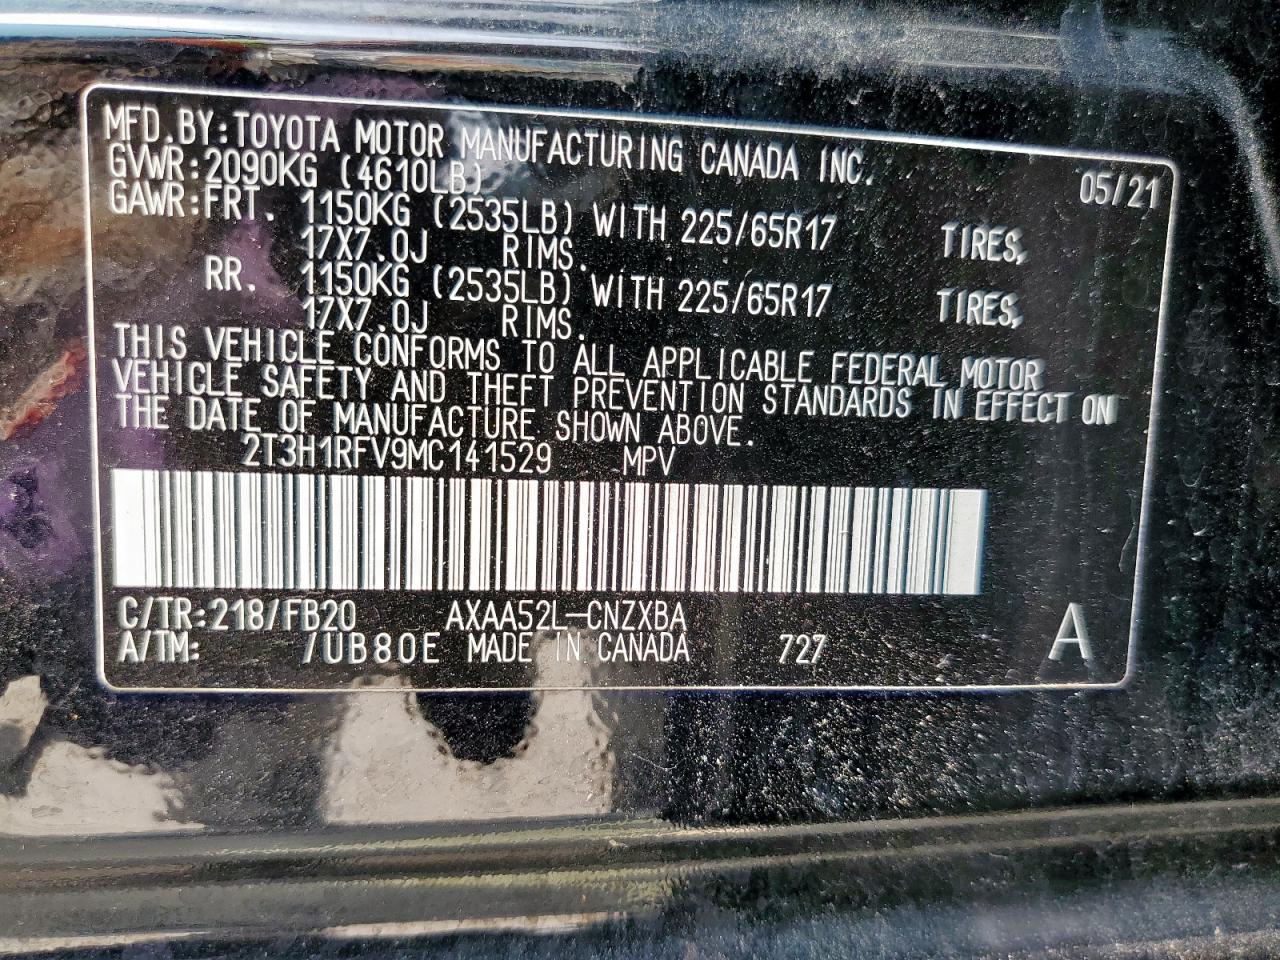 MFD.BY:TOYOTA MOTOR MANUFACTURING CANADA INC.
GVWR:2090KG (4610LB) 05/21
GAWR:FRT. 1150KG (2535LB) WITH 225/65R17 TIRES,
17X7.0J RIMS.
RR. 1150KG (2535LB) WITH 225/65R17 TIRES,
17X7.0J RIMS.
THIS VEHICLE CONFORMS TO ALL APPLICABLE FEDERAL MOTOR
VEHICLE SAFETY AND THEFT PREVENTION STANDARDS IN EFFECT ON
THE DATE OF MANUFACTURE SHOWN ABOVE.
2T3H1RFV9MC141529 MPV
C/TR:218/FB20 AXAA52L-CNZXBA
A/TM: /UB80E MADE IN CANADA 727 A